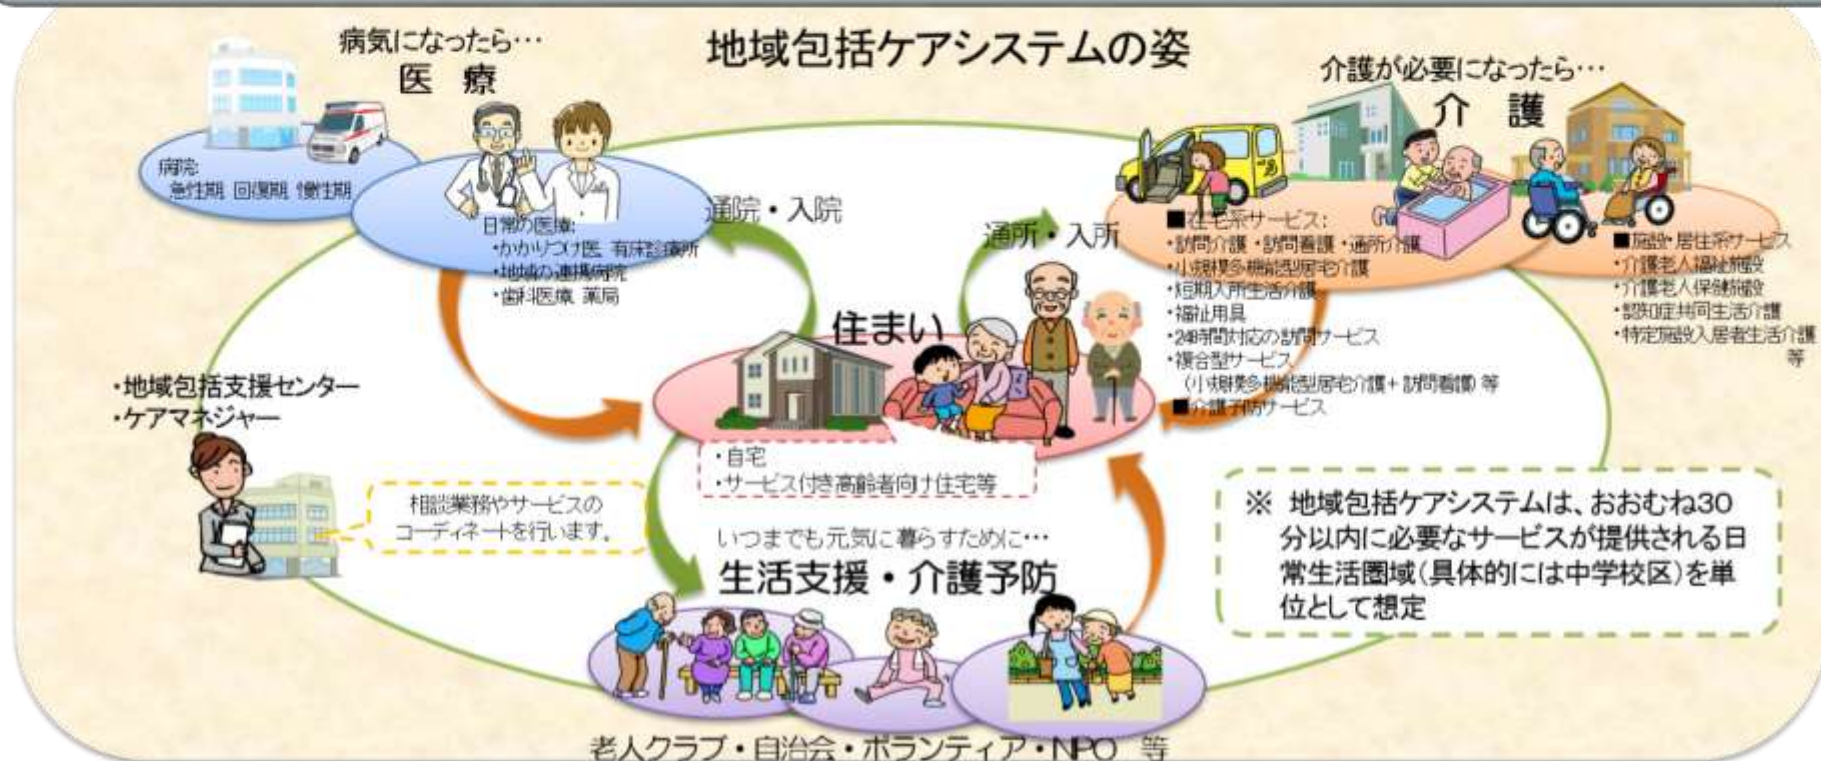 地域包括ケアシステムの姿
病気になったら…
医 療
病院:
急性期 回復期 慢性期
日常の医療:
・かかりつけ医 有床診療所
・地域の連携病院
・歯科医療 薬局
通院・入院
通所・入所
介護が必要になったら…
介 護
■在宅系サービス:
・訪問介護 ・訪問看護 ・通所介護
・小規模多機能型居宅介護
・短期入所生活介護
・福祉用具
・24時間対応の訪問サービス
・複合型サービス
(小規模多機能型居宅介護+訪問看護) 等
■介護予防サービス
■施設・居住系サービス
・介護老人福祉施設
・介護老人保健施設
・認知症共同生活介護
・特定施設入居者生活介護
等
住まい
・自宅
・サービス付き高齢者向け住宅等
・地域包括支援センター
・ケアマネジャー
相談業務やサービスの
コーディネートを行います。
いつまでも元気に暮らすために…
生活支援・介護予防
老人クラブ・自治会・ボランティア・NPO 等
※ 地域包括ケアシステムは、おおむね30
分以内に必要なサービスが提供される日
常生活圏域(具体的には中学校区)を単
位として想定